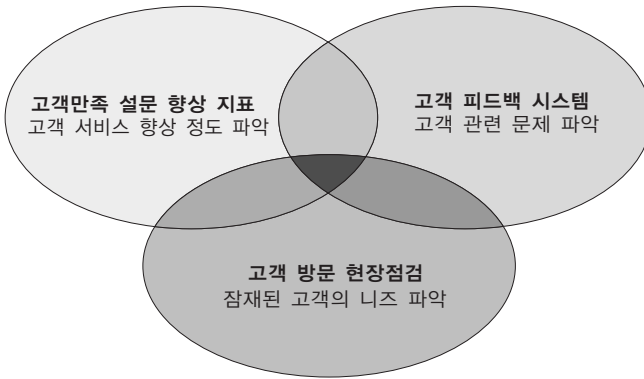 고객만족 설문 향상 지표
고객 서비스 향상 정도 파악
고객 피드백 시스템
고객 관련 문제 파악
고객 방문 현장점검
잠재된 고객의 니즈 파악